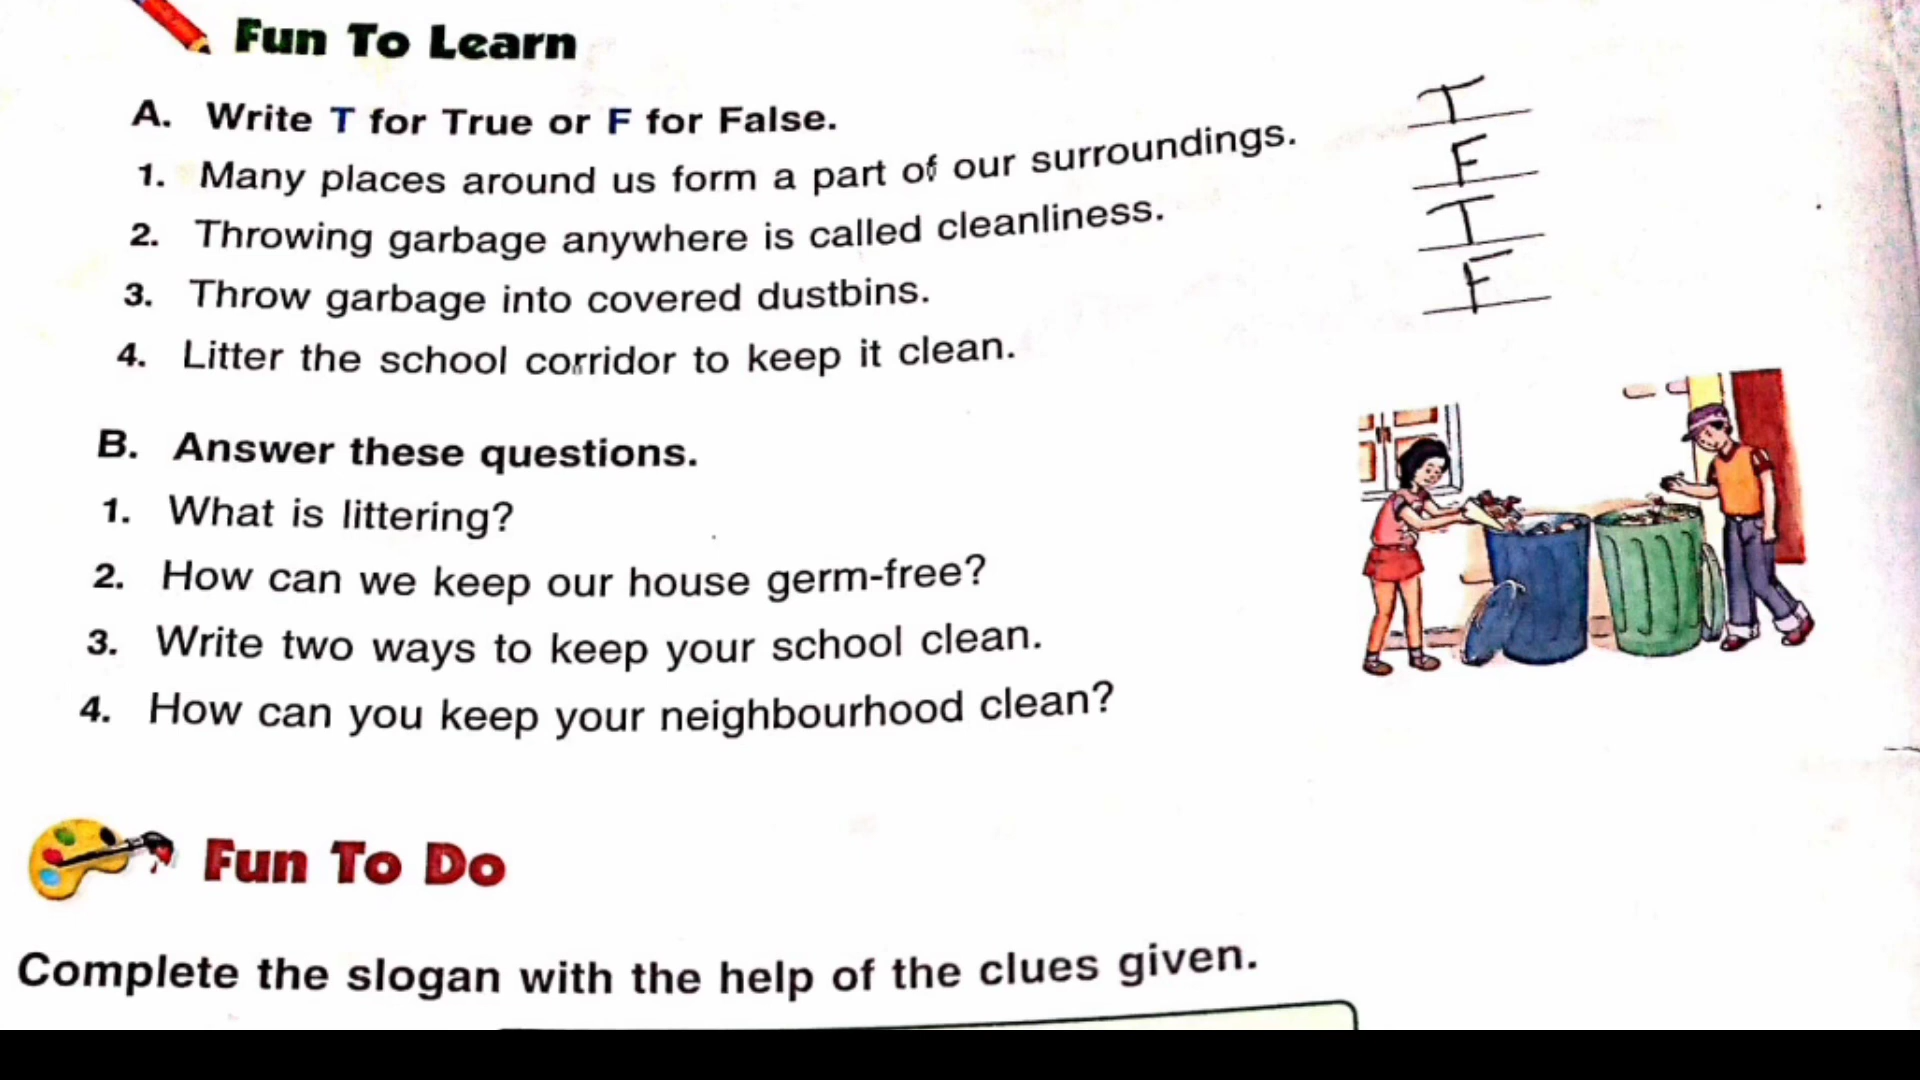 Fun To Learn
A. Write T for True or F for False.
1. Many places around us form a part of our surroundings. T
2. Throwing garbage anywhere is called cleanliness. F
3. Throw garbage into covered dustbins. T
4. Litter the school corridor to keep it clean. F
B. Answer these questions.
1. What is littering?
2. How can we keep our house germ-free?
3. Write two ways to keep your school clean.
4. How can you keep your neighbourhood clean?
Fun To Do
Complete the slogan with the help of the clues given.